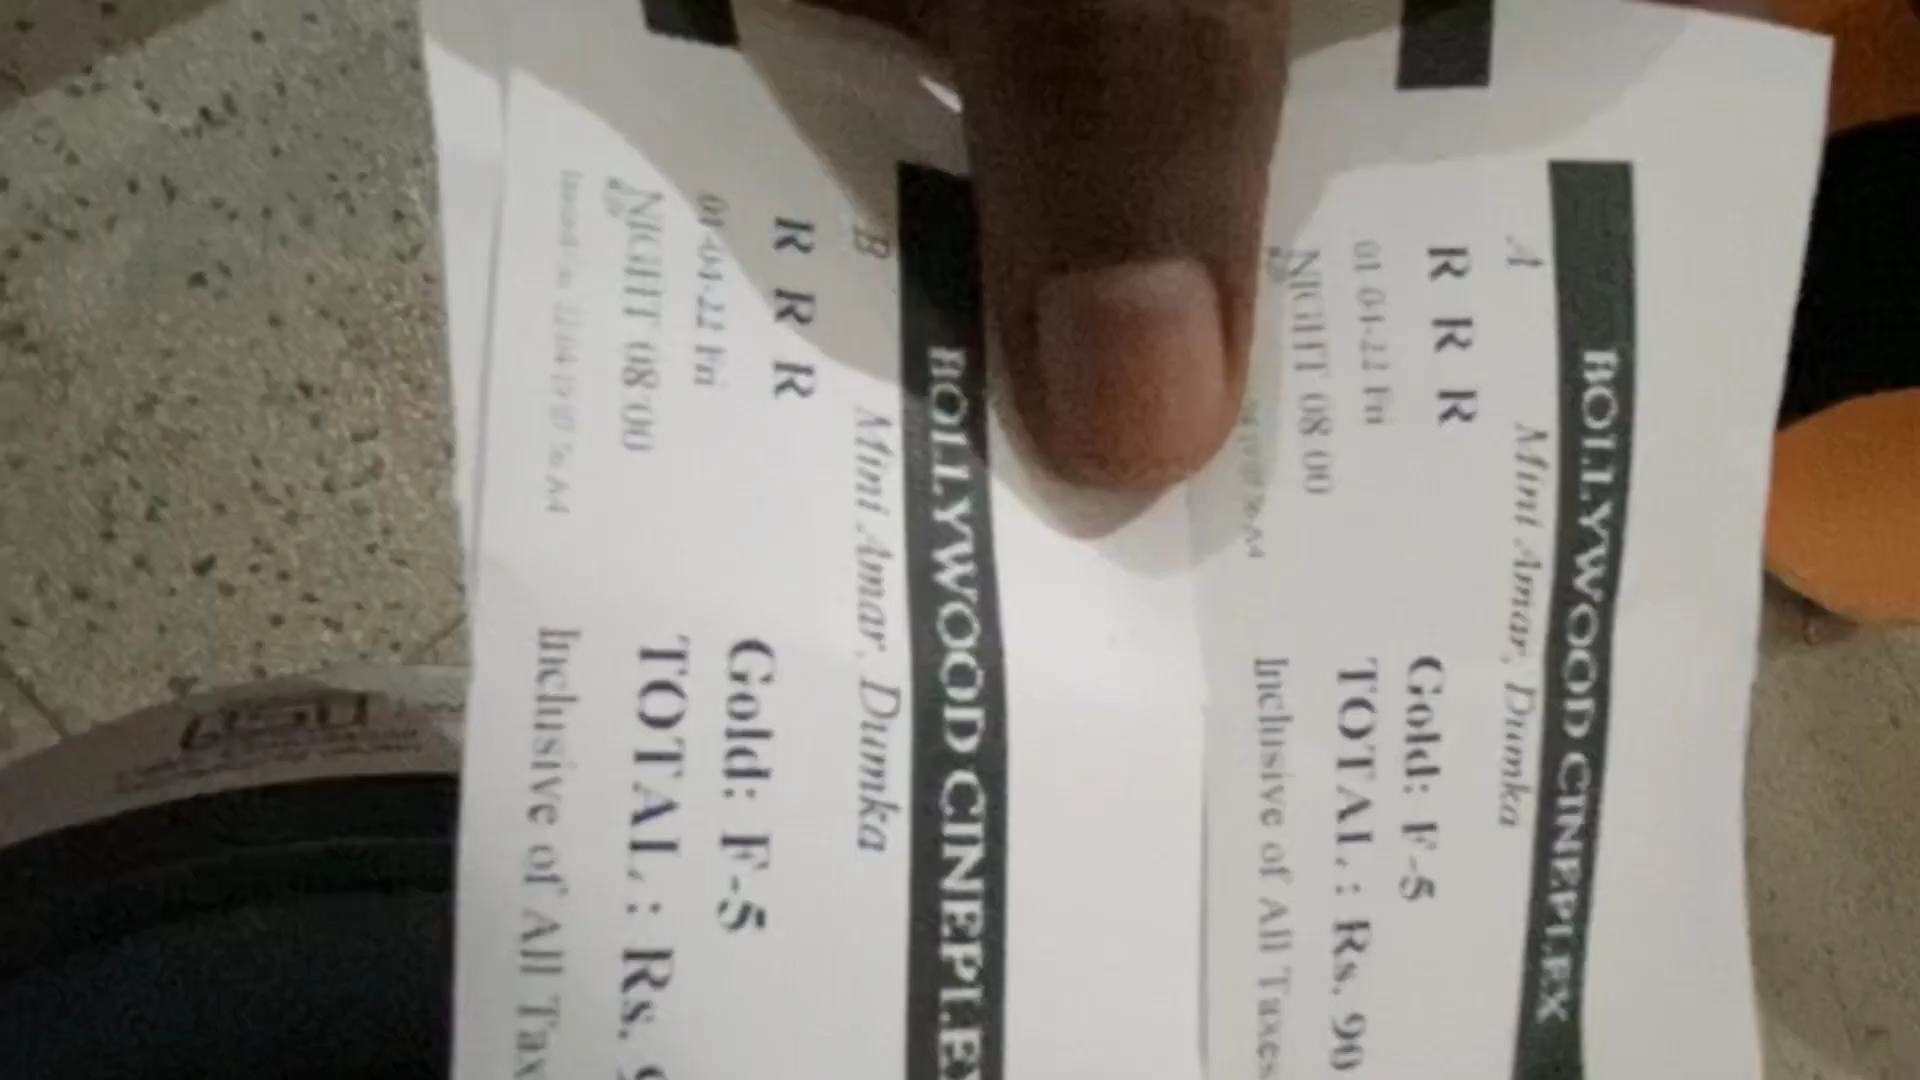 BOLLYWOOD CINEPLEX
A Mini Amar, Dumka
R R R
Gold: F-5
01-04-22 Fri
TOTAL : Rs. 90
NIGHT 08:00
Inclusive of All Taxes
BOLLYWOOD CINEPLEX
B Mini Amar, Dumka
R R R
Gold: F-5
01-04-22 Fri
TOTAL : Rs.
NIGHT 08:00
Inclusive of All Tax